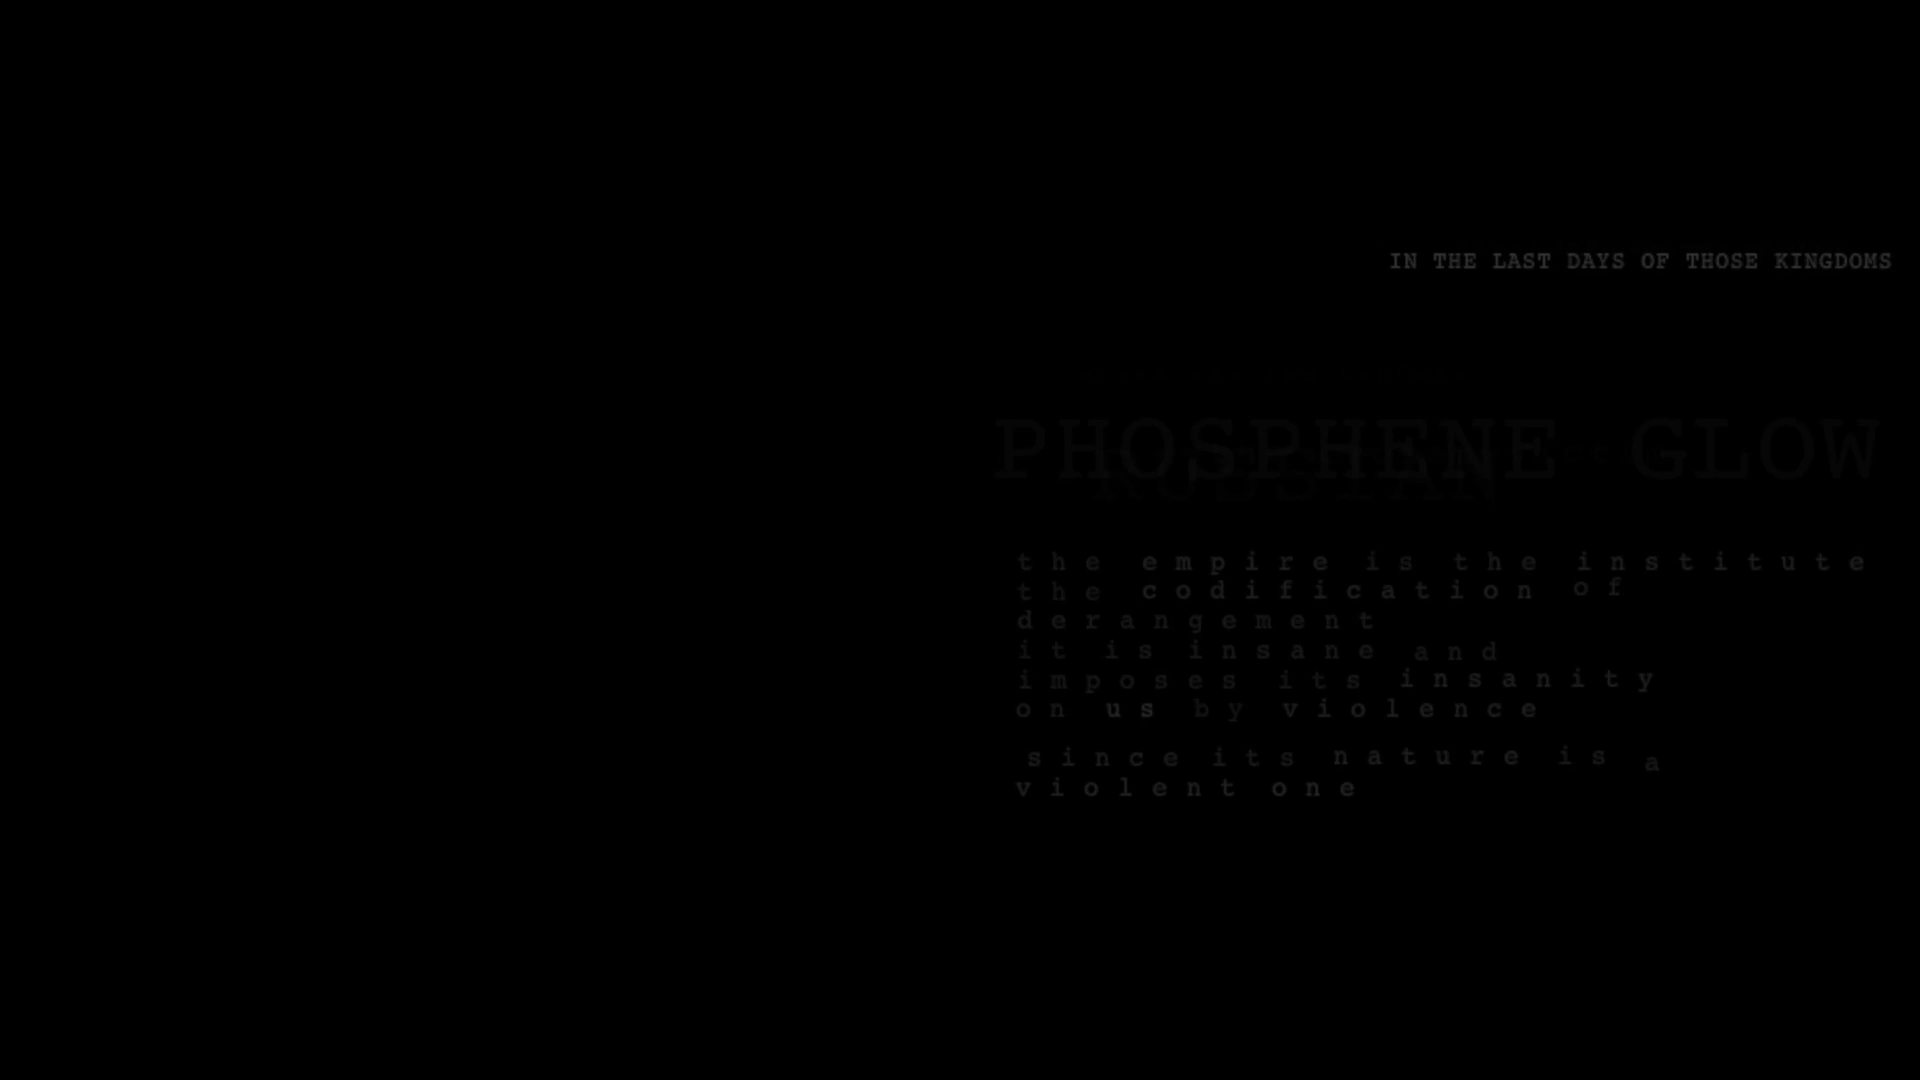 IN THE LAST DAYS OF THOSE KINGDOMS
PHOSPHENE GLOW
RUSSIAN
the empire is the institute
the codification of
derangement
it is insane and
imposes its insanity
on us by violence
since its nature is a
violent one